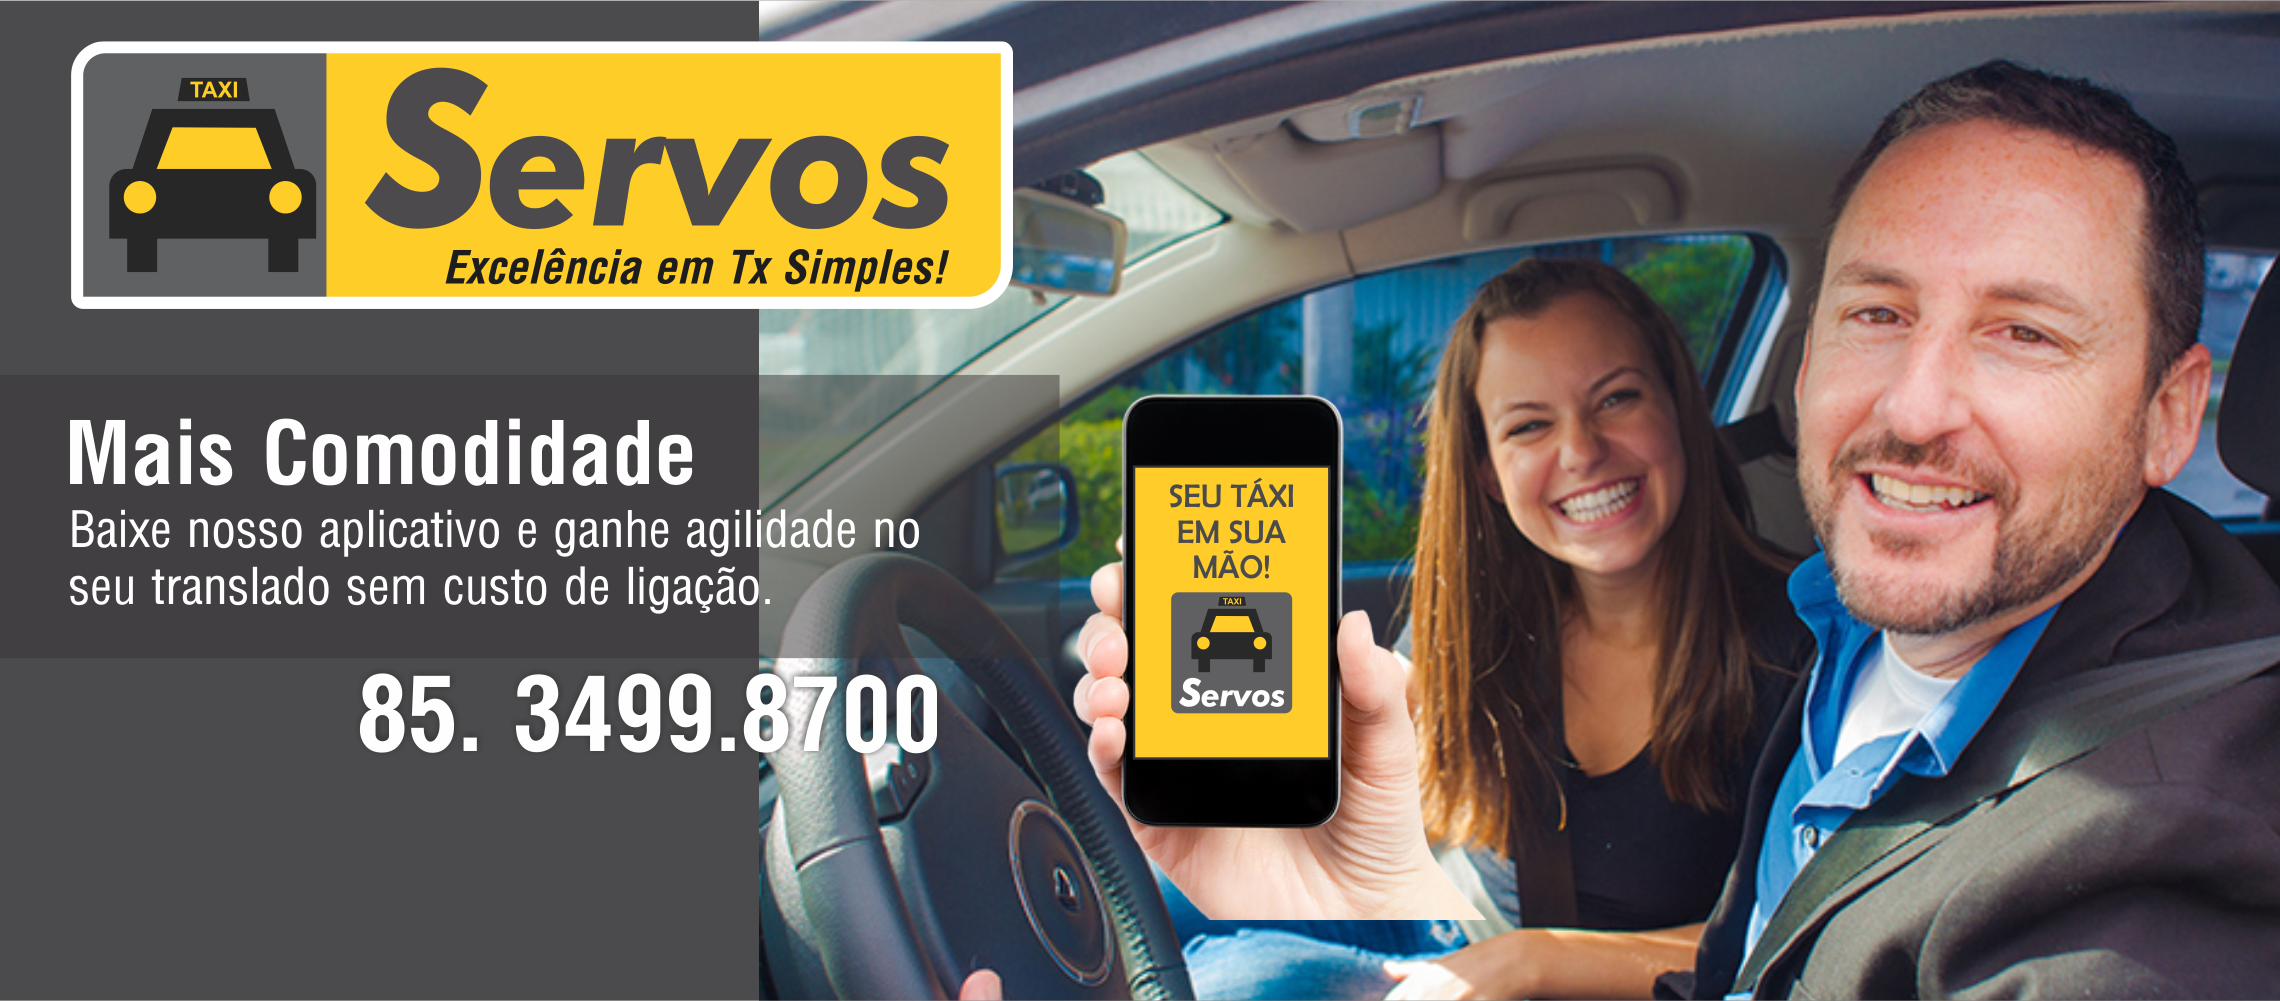 TAXI
Servos
Excelência em Tx Simples!
Mais Comodidade
Baixe nosso aplicativo e ganhe agilidade no
seu translado sem custo de ligação.
85. 3499.8700
SEU TÁXI
EM SUA
MÃO!
TAXI
Servos